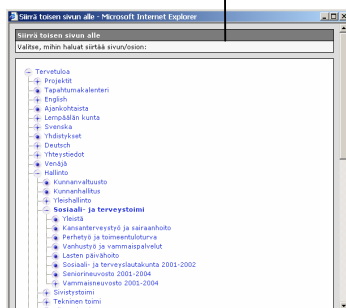 Siirrä toisen sivun alle - Microsoft Internet Explorer
Siirrä toisen sivun alle
Valitse, mihin haluat siirtää sivun/osion:
Tervetuloa
Projektit
Tapahtumakalenteri
English
Ajankohtaista
Lempäälän kunta
Svenska
Yhdistykset
Deutsch
Yhteystiedot
Venäjä
Hallinto
Kunnanvaltuusto
Kunnanhallitus
Yleishallinto
Sosiaali- ja terveystoimi
Yleistä
Kansanterveystyö ja sairaanhoito
Perhetyö ja toimeentuloturva
Vanhustyö ja vammaispalvelut
Lasten päivähoito
Sosiaali- ja terveyslautakunta 2001-2002
Seniorineuvosto 2001-2004
Vammaisneuvosto 2001-2004
Sivistystoimi
Tekninen toimi